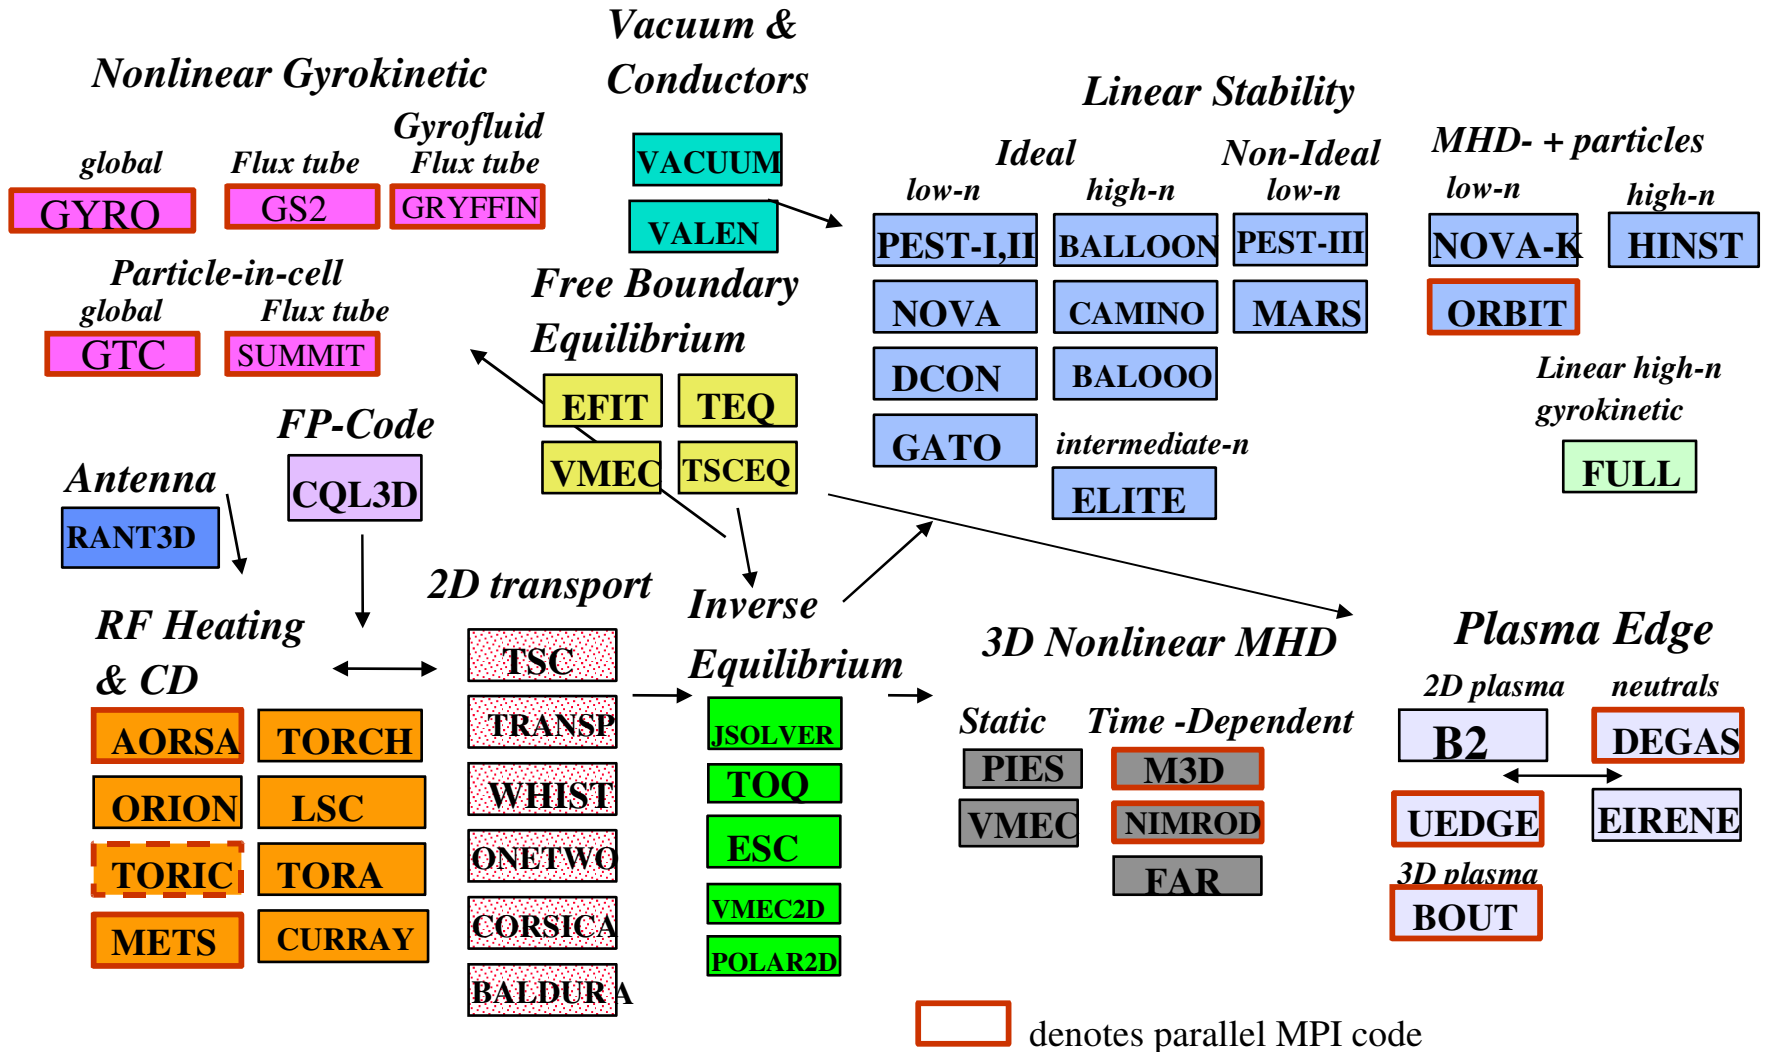 Nonlinear Gyrokinetic
Gyrofluid
global
Flux tube
Flux tube
GYRO
GS2
GRYFFIN
Particle-in-cell
global
Flux tube
GTC
SUMMIT
Vacuum &
Conductors
VACUUM
VALEN
Linear Stability
Ideal
Non-Ideal
low-n
high-n
low-n
PEST-I,II
BALLOON
PEST-III
NOVA
CAMINO
MARS
DCON
BALOOO
GATO
intermediate-n
ELITE
MHD- + particles
low-n
high-n
NOVA-K
HINST
ORBIT
Linear high-n
gyrokinetic
FULL
Free Boundary
Equilibrium
EFIT
TEQ
VMEC
TSCEQ
FP-Code
CQL3D
Antenna
RANT3D
RF Heating
& CD
AORSA
TORCH
ORION
LSC
TORIC
TORA
METS
CURRAY
2D transport
TSC
TRANSP
WHIST
ONETWO
CORSICA
BALDUR A
Inverse
Equilibrium
JSOLVER
TOQ
ESC
VMEC2D
POLAR2D
3D Nonlinear MHD
Static
Time -Dependent
PIES
M3D
VMEC
NIMROD
FAR
Plasma Edge
2D plasma
neutrals
B2
DEGAS
UEDGE
EIRENE
3D plasma
BOUT
denotes parallel MPI code